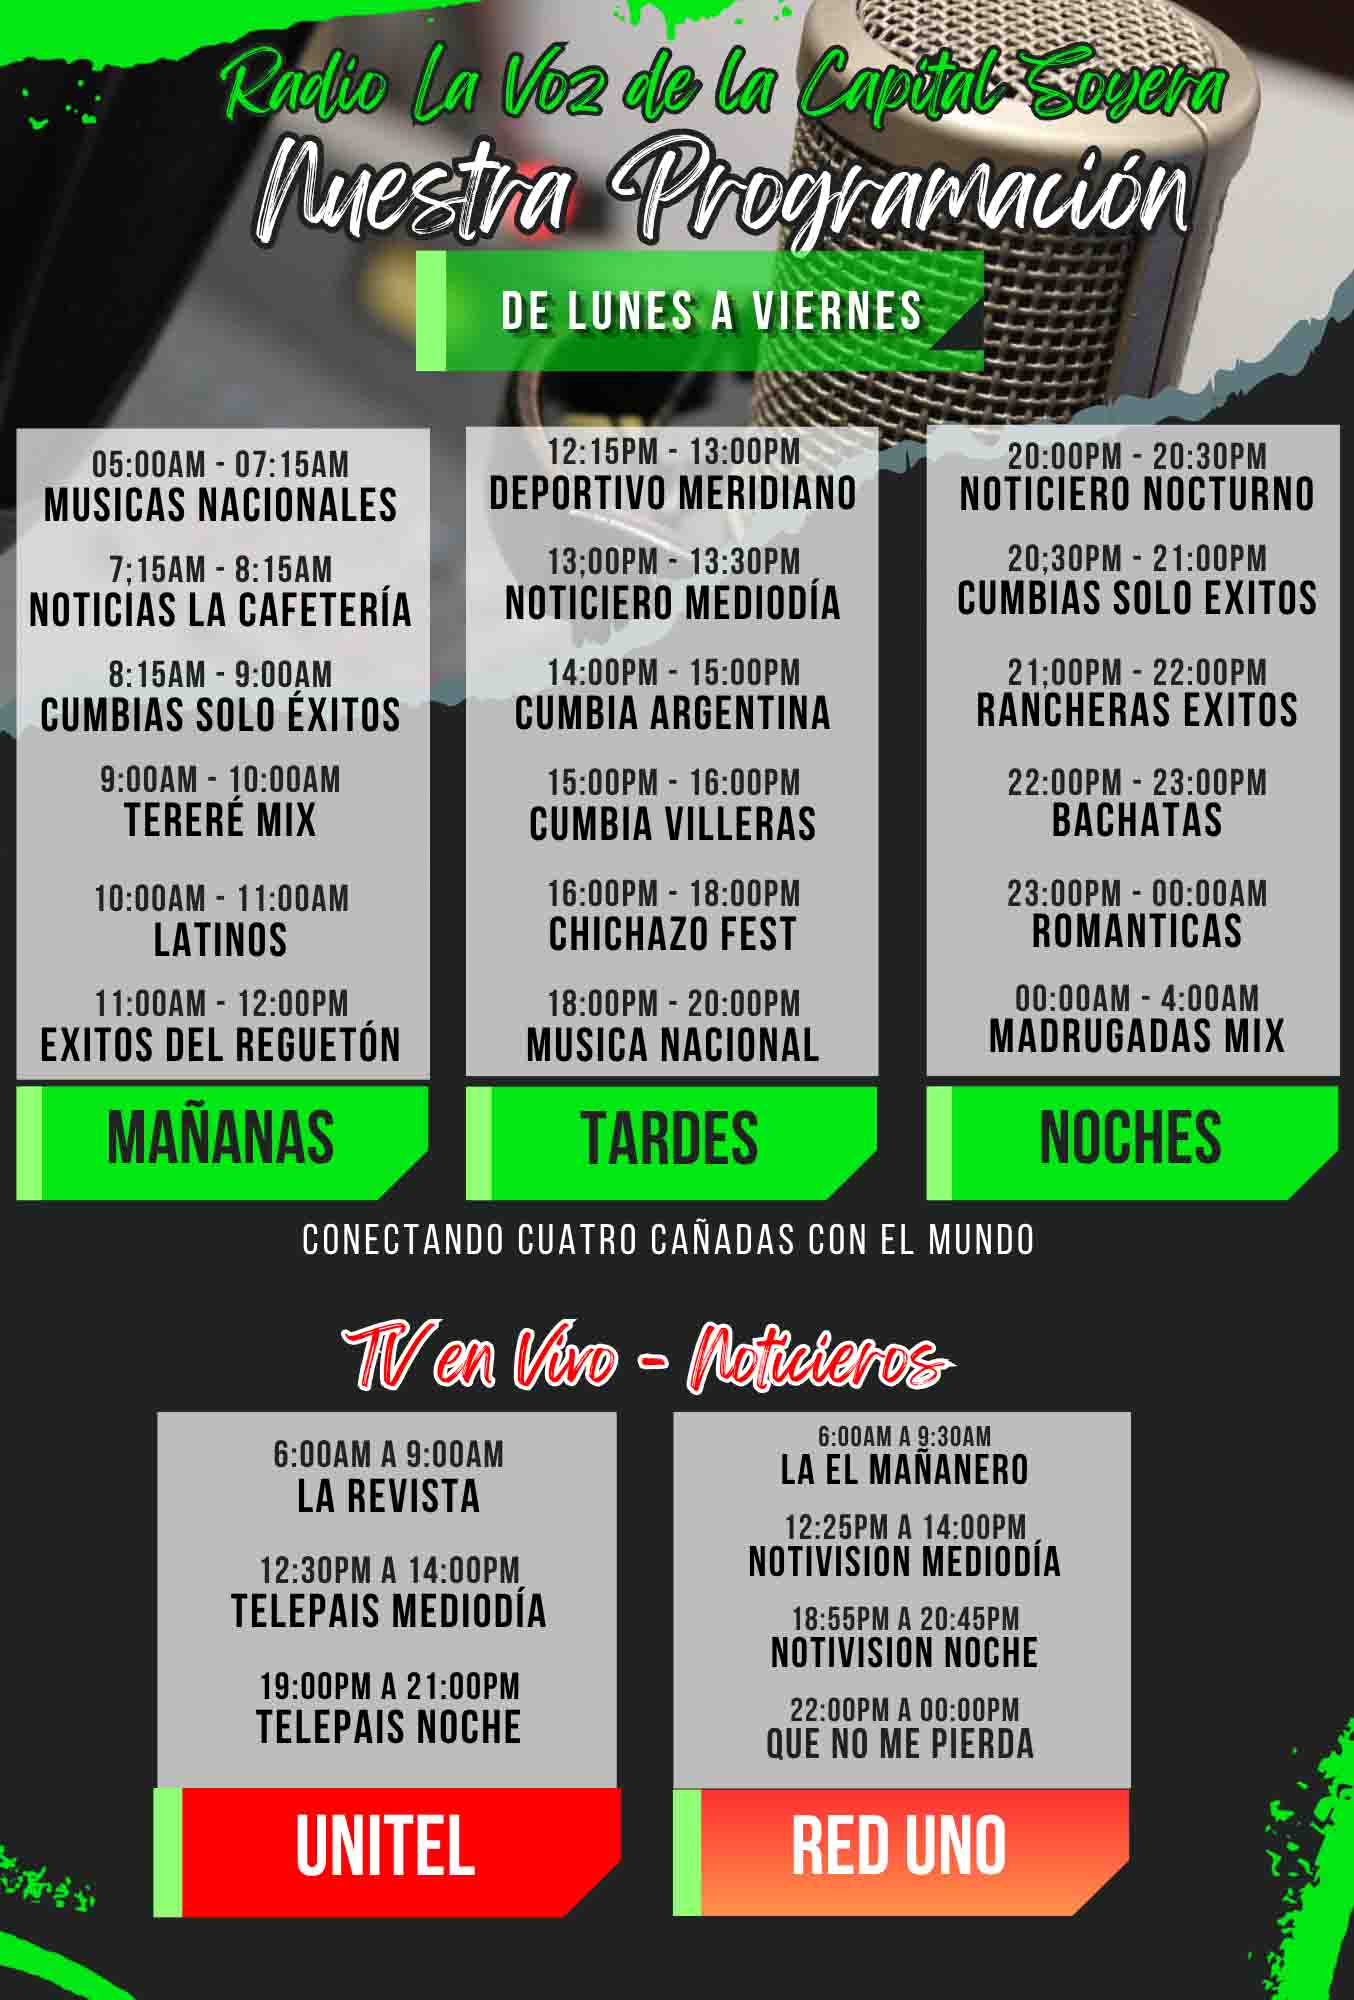 Radio La Voz de la Capital Soyera
Nuestra Programación
DE LUNES A VIERNES
05:00AM - 07:15AM
MUSICAS NACIONALES
7;15AM - 8:15AM
NOTICIAS LA CAFETERÍA
8:15AM - 9:00AM
CUMBIAS SOLO ÉXITOS
9:00AM - 10:00AM
TERERÉ MIX
10:00AM - 11:00AM
LATINOS
11:00AM - 12:00PM
EXITOS DEL REGUETÓN
MAÑANAS
12:15PM - 13:00PM
DEPORTIVO MERIDIANO
13;00PM - 13:30PM
NOTICIERO MEDIODÍA
14:00PM - 15:00PM
CUMBIA ARGENTINA
15:00PM - 16:00PM
CUMBIA VILLERAS
16:00PM - 18:00PM
CHICHAZO FEST
18:00PM - 20:00PM
MUSICA NACIONAL
TARDES
20:00PM - 20:30PM
NOTICIERO NOCTURNO
20;30PM - 21:00PM
CUMBIAS SOLO EXITOS
21;00PM - 22:00PM
RANCHERAS EXITOS
22:00PM - 23:00PM
BACHATAS
23:00PM - 00:00AM
ROMANTICAS
00:00AM - 4:00AM
MADRUGADAS MIX
NOCHES
CONECTANDO CUATRO CAÑADAS CON EL MUNDO
TV en Vivo - Noticieros
6:00AM A 9:00AM
LA REVISTA
12:30PM A 14:00PM
TELEPAIS MEDIODÍA
19:00PM A 21:00PM
TELEPAIS NOCHE
UNITEL
6:00AM A 9:30AM
LA EL MAÑANERO
12:25PM A 14:00PM
NOTIVISION MEDIODÍA
18:55PM A 20:45PM
NOTIVISION NOCHE
22:00PM A 00:00PM
QUE NO ME PIERDA
RED UNO